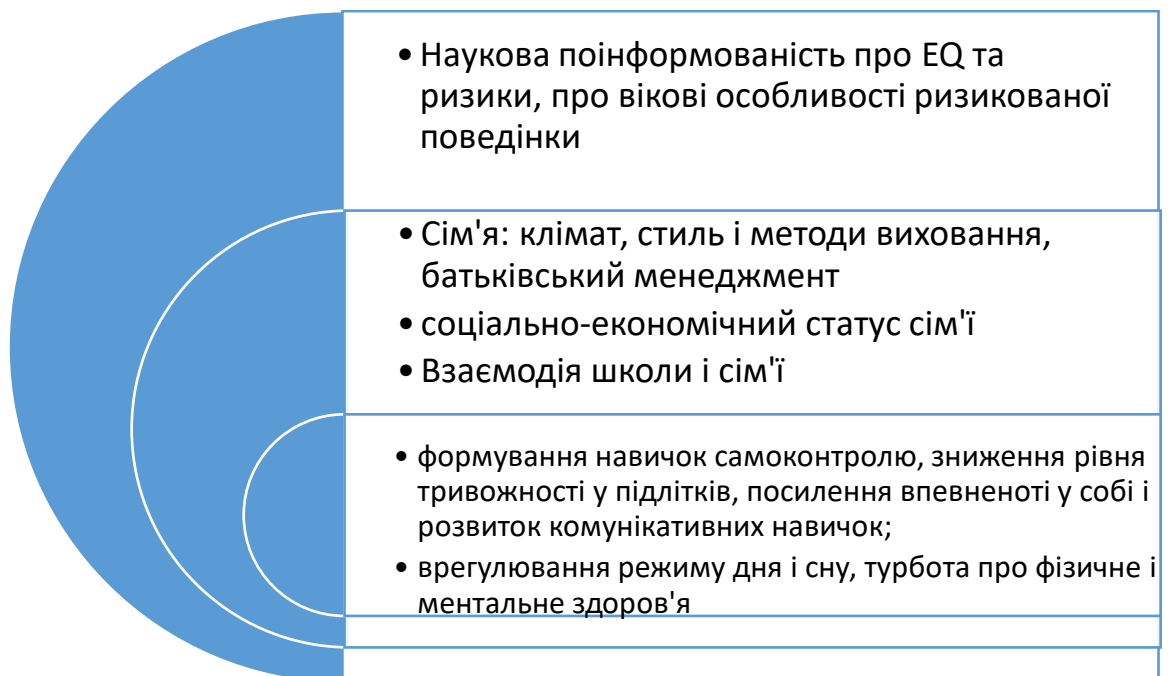 • Наукова поінформованість про EQ та
ризики, про вікові особливості ризикованої
поведінки
• Сім'я: клімат, стиль і методи виховання,
батьківський менеджмент
• соціально-економічний статус сім'ї
• Взаємодія школи і сім'ї
• формування навичок самоконтролю, зниження рівня
тривожності у підлітків, посилення впевненоті у собі і
розвиток комунікативних навичок;
• врегулювання режиму дня і сну, турбота про фізичне і
ментальне здоров'я